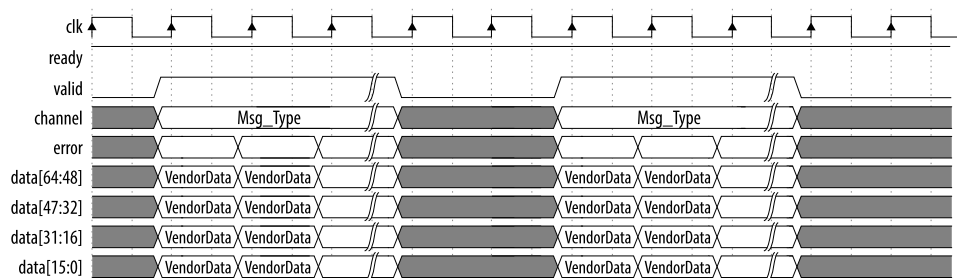 clk
ready
valid
channel Msg_Type Msg_Type
error
data[64:48] VendorData VendorData VendorData VendorData
data[47:32] VendorData VendorData VendorData VendorData
data[31:16] VendorData VendorData VendorData VendorData
data[15:0] VendorData VendorData VendorData VendorData